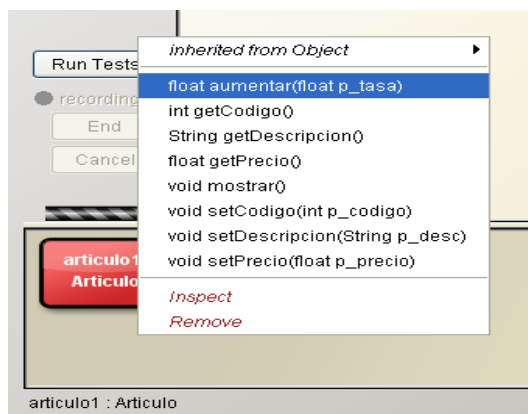 Run Tests
recording
End
Cancel
inherited from Object
float aumentar(float p_tasa)
int getCodigo()
String getDescripcion()
float getPrecio()
void mostrar()
void setCodigo(int p_codigo)
void setDescripcion(String p_desc)
void setPrecio(float p_precio)
Inspect
Remove
articulo1
Articulo
articulo1 : Articulo